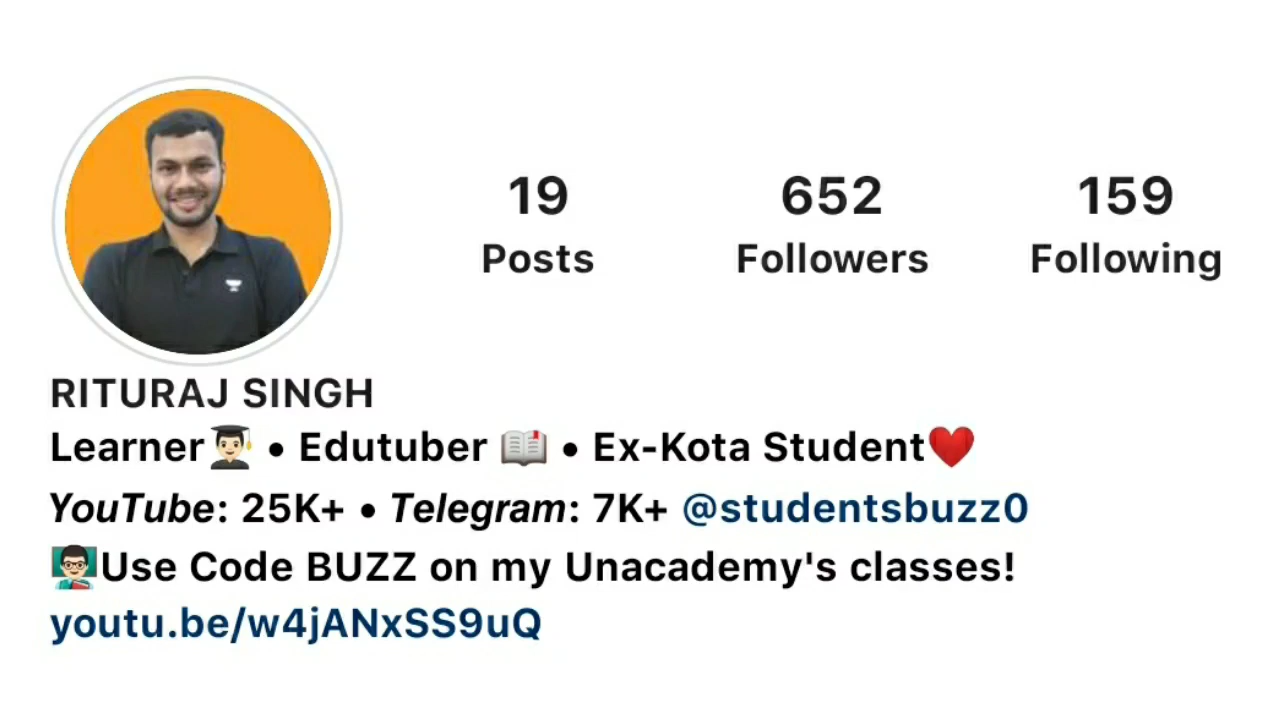 19 652 159
Posts Followers Following
RITURAJ SINGH
Learner👨🏻‍🎓 • Edutuber 📖 • Ex-Kota Student❤️
YouTube: 25K+ • Telegram: 7K+ @studentsbuzz0
👨🏻‍🏫Use Code BUZZ on my Unacademy's classes!
youtu.be/w4jANxSS9uQ